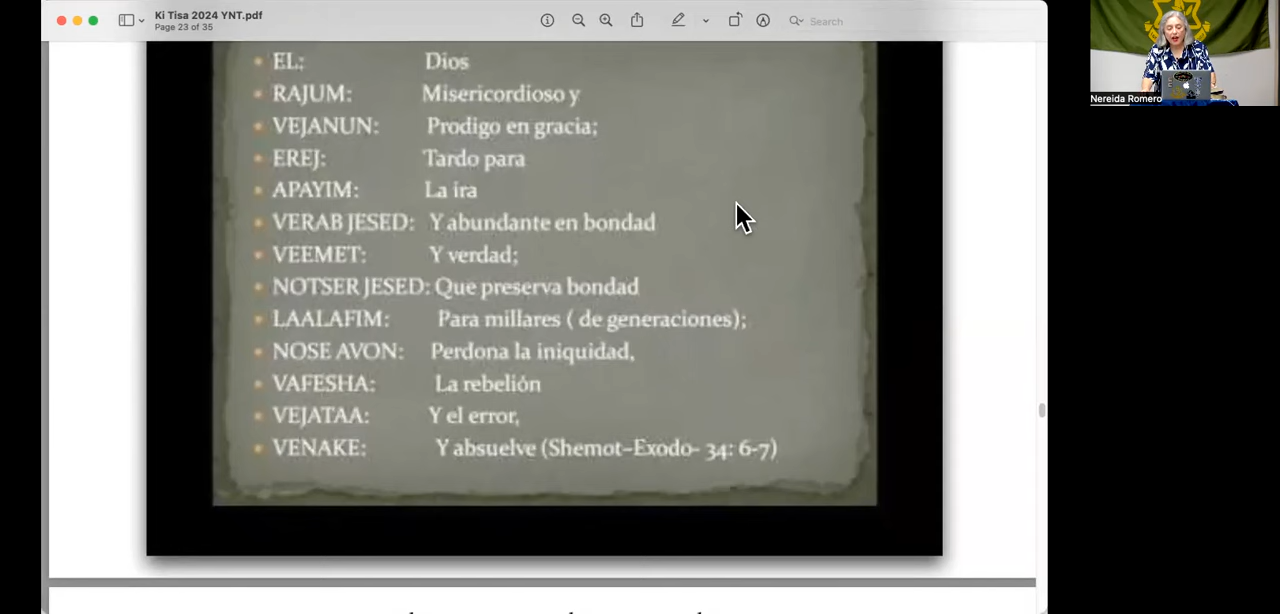 Ki Tisa 2024 YNT.pdf
Page 23 of 35
Search
Nereida Romero
• EL: Dios
• RAJUM: Misericordioso y
• VEJANUN: Prodigo en gracia;
• EREJ: Tardo para
• APAYIM: La ira
• VERAB JESED: Y abundante en bondad
• VEEMET: Y verdad;
• NOTSER JESED: Que preserva bondad
• LAALAFIM: Para millares ( de generaciones);
• NOSE AVON: Perdona la iniquidad,
• VAFESHA: La rebelión
• VEJATAA: Y el error,
• VENAKE: Y absuelve (Shemot-Exodo- 34: 6-7)